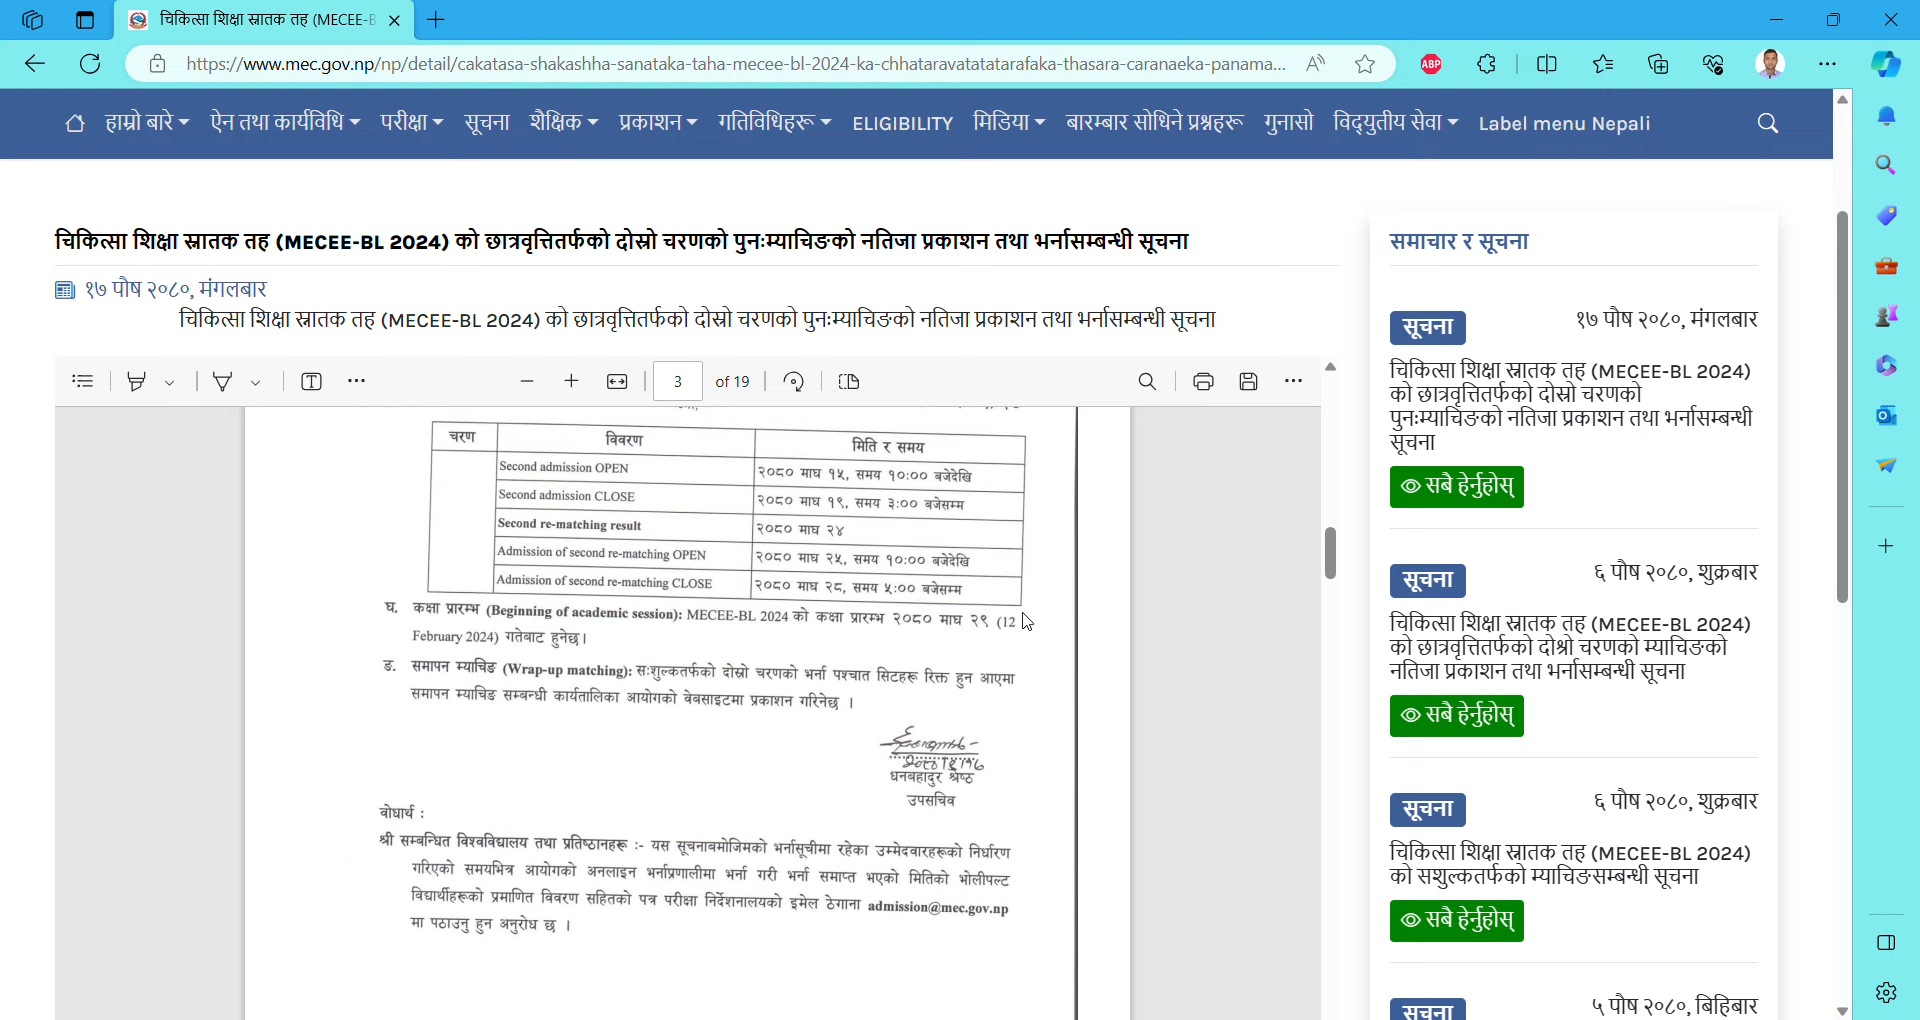 चिकित्सा शिक्षा स्नातक तह (MECEE-B
https://www.mec.gov.np/np/detail/cakatasa-shakashha-sanataka-taha-mecee-bl-2024-ka-chhataravatatatarafaka-thasara-caranaeka-panama...
ABP
हाम्रो बारे ऐन तथा कार्यविधि परीक्षा सूचना शैक्षिक प्रकाशन गतिविधिहरू ELIGIBILITY मिडिया बारम्बार सोधिने प्रश्नहरू गुनासो विद्युतीय सेवा Label menu Nepali
चिकित्सा शिक्षा स्नातक तह (MECEE-BL 2024) को छात्रवृत्तितर्फको दोस्रो चरणको पुनःम्याचिङको नतिजा प्रकाशन तथा भर्नासम्बन्धी सूचना
१७ पौष २०८०, मंगलबार
चिकित्सा शिक्षा स्नातक तह (MECEE-BL 2024) को छात्रवृत्तितर्फको दोस्रो चरणको पुनःम्याचिङको नतिजा प्रकाशन तथा भर्नासम्बन्धी सूचना
3 of 19
चरण विवरण मिति र समय
Second admission OPEN २०८० माघ १५, समय १०:०० बजेदेखि
Second admission CLOSE २०८० माघ १९, समय ३:०० बजेसम्म
Second re-matching result २०८० माघ २४
Admission of second re-matching OPEN २०८० माघ २५, समय १०:०० बजेदेखि
Admission of second re-matching CLOSE २०८० माघ २८, समय ५:०० बजेसम्म
घ. कक्षा प्रारम्भ (Beginning of academic session): MECEE-BL 2024 को कक्षा प्रारम्भ २०८० माघ २९ (12
February 2024) गतेबाट हुनेछ।
ङ. समापन म्याचिङ (Wrap-up matching): सःशुल्कतर्फको दोस्रो चरणको भर्ना पश्चात सिटहरू रिक्त हुन आएमा
समापन म्याचिङ सम्बन्धी कार्यतालिका आयोगको वेबसाइटमा प्रकाशन गरिनेछ ।
धनबहादुर श्रेष्ठ
उपसचिव
वोधार्थ :
श्री सम्बन्धित विश्वविद्यालय तथा प्रतिष्ठानहरू :- यस सूचनाबमोजिमको भर्नासूचीमा रहेका उम्मेदवारहरूको निर्धारण
गरिएको समयभित्र आयोगको अनलाइन भर्नाप्रणालीमा भर्ना गरी भर्ना समाप्त भएको मितिको भोलीपल्ट
विद्यार्थीहरूको प्रमाणित विवरण सहितको पत्र परीक्षा निर्देशनालयको इमेल ठेगाना admission@mec.gov.np
मा पठाउनु हुन अनुरोध छ ।
समाचार र सूचना
सूचना १७ पौष २०८०, मंगलबार
चिकित्सा शिक्षा स्नातक तह (MECEE-BL 2024)
को छात्रवृत्तितर्फको दोस्रो चरणको
पुनःम्याचिङको नतिजा प्रकाशन तथा भर्नासम्बन्धी
सूचना
सबै हेर्नुहोस्
सूचना ६ पौष २०८०, शुक्रबार
चिकित्सा शिक्षा स्नातक तह (MECEE-BL 2024)
को छात्रवृत्तितर्फको दोश्रो चरणको म्याचिङको
नतिजा प्रकाशन तथा भर्नासम्बन्धी सूचना
सबै हेर्नुहोस्
सूचना ६ पौष २०८०, शुक्रबार
चिकित्सा शिक्षा स्नातक तह (MECEE-BL 2024)
को सशुल्कतर्फको म्याचिङसम्बन्धी सूचना
सबै हेर्नुहोस्
सूचना ५ पौष २०८०, बिहिबार